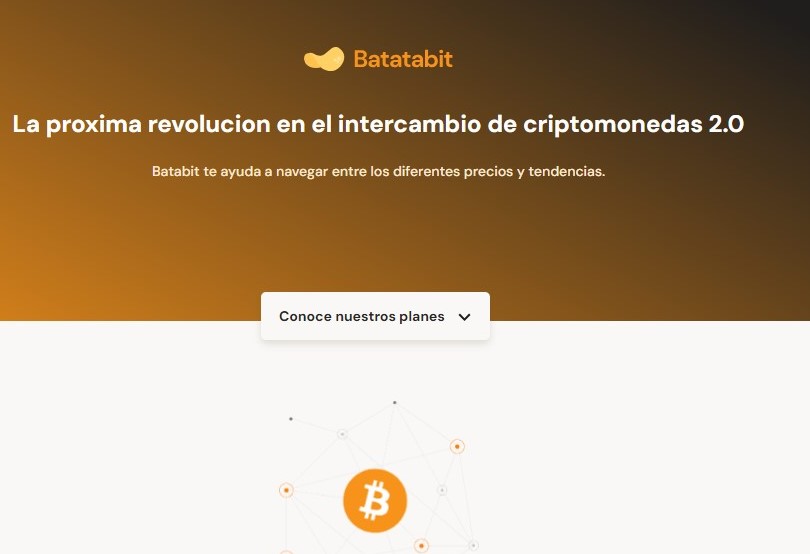 Batatabit
La proxima revolucion en el intercambio de criptomonedas 2.0
Batabit te ayuda a navegar entre los diferentes precios y tendencias.
Conoce nuestros planes